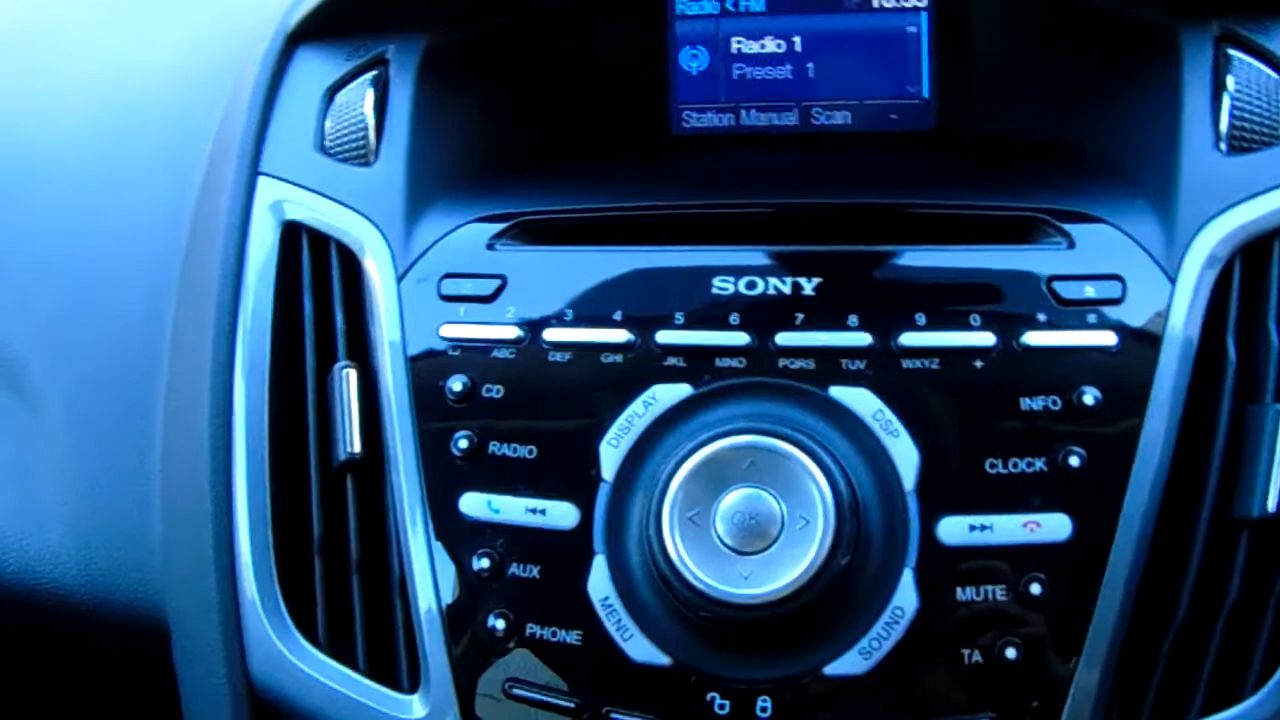 Radio < FM
Radio 1
Preset 1
Station Manual Scan -
SONY
1 2 3 4 5 6 7 8 9 0 *
ABC DEF GHI JKL MNO PQRS TUV WXYZ +
CD
RADIO
AUX
PHONE
DISPLAY
DSP
OK
MENU
SOUND
INFO
CLOCK
MUTE
TA